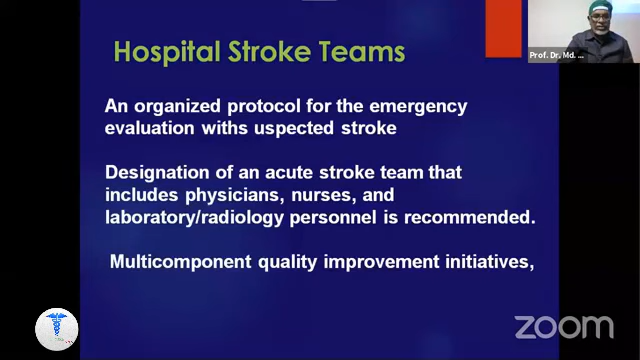 Hospital Stroke Teams
Prof. Dr. Md. ...
An organized protocol for the emergency
evaluation withs uspected stroke
Designation of an acute stroke team that
includes physicians, nurses, and
laboratory/radiology personnel is recommended.
Multicomponent quality improvement initiatives,
zoom